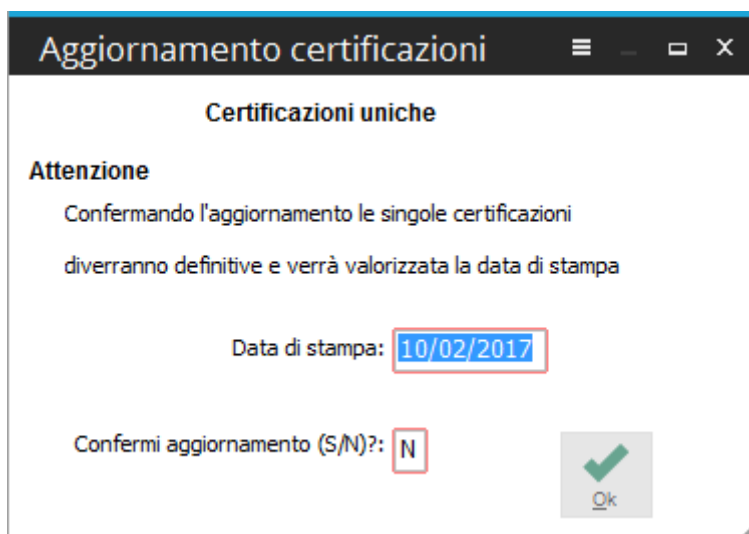 Aggiornamento certificazioni
Certificazioni uniche
Attenzione
Confermando l'aggiornamento le singole certificazioni
diverranno definitive e verrà valorizzata la data di stampa
Data di stampa: 10/02/2017
Confermi aggiornamento (S/N)?: N
Ok